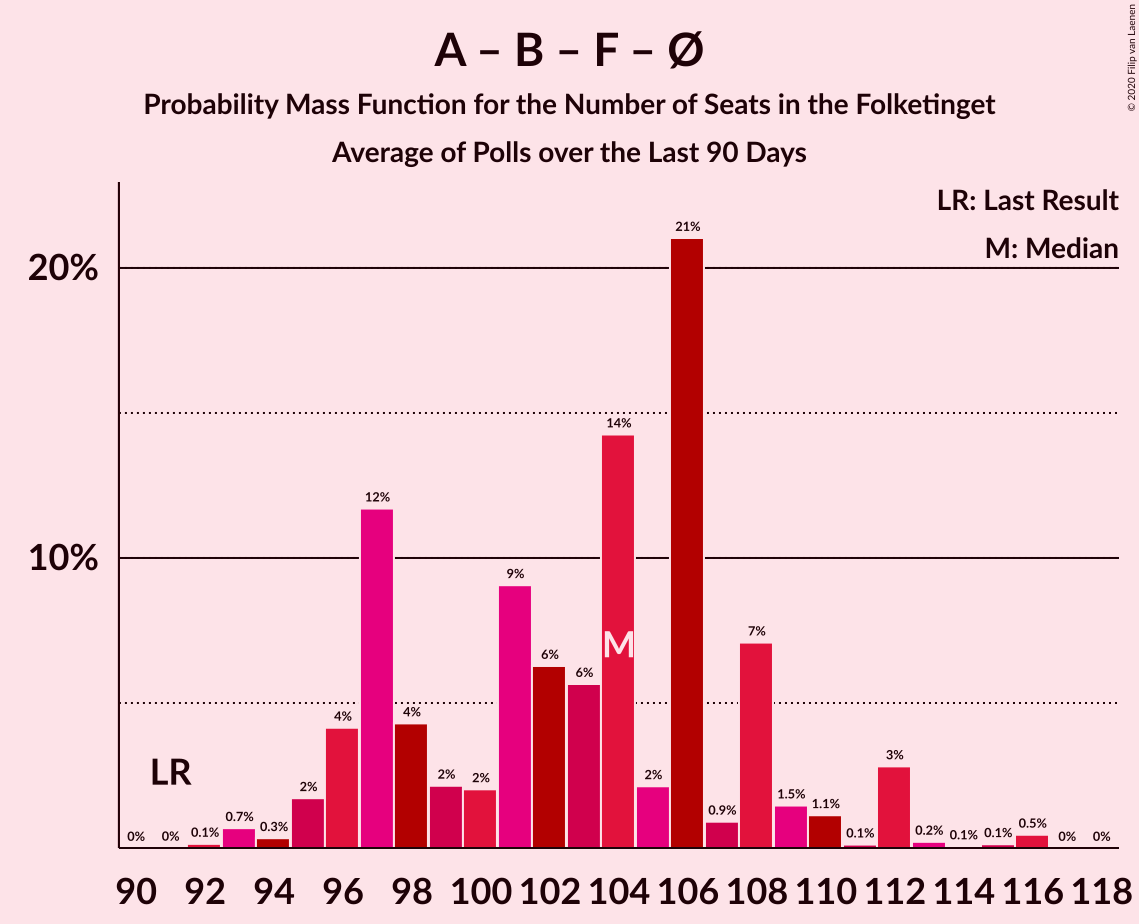 A – B – F – Ø
Probability Mass Function for the Number of Seats in the Folketinget
Average of Polls over the Last 90 Days
© 2020 Filip van Laenen
LR: Last Result
M: Median
20%
10%
0% 0% 0.1% 0.7% 0.3% 2% 4% 12% 4% 2% 2% 9% 6% 6% 14% 2% 21% 0.9% 7% 1.5% 1.1% 0.1% 3% 0.2% 0.1% 0.1% 0.5% 0% 0%
LR
M
90 92 94 96 98 100 102 104 106 108 110 112 114 116 118